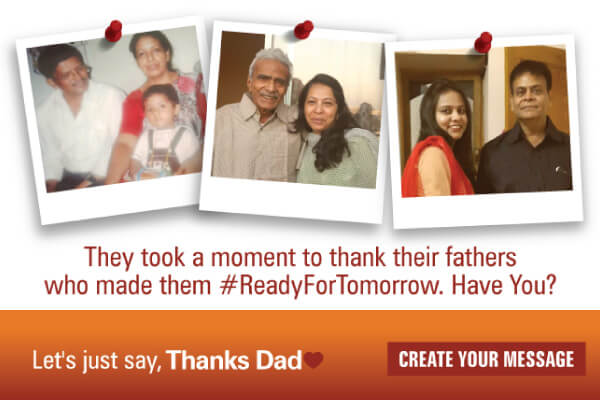 They took a moment to thank their fathers
who made them #ReadyForTomorrow. Have You?
Let's just say, Thanks Dad
CREATE YOUR MESSAGE